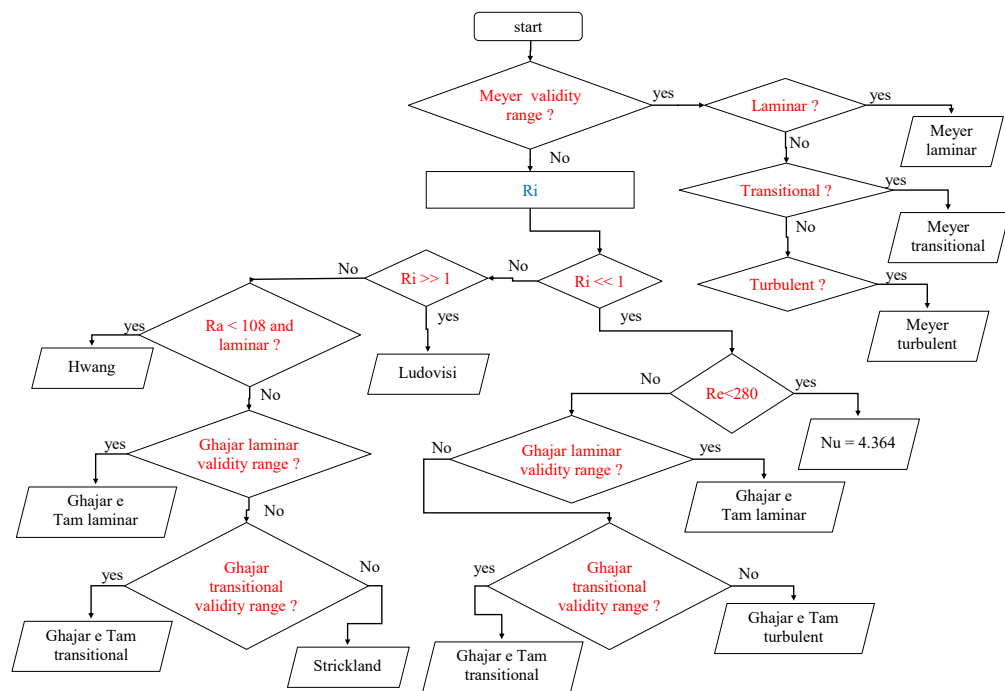 start
Meyer validity
range ?
yes
Laminar ?
yes
Meyer
laminar
No
No
Ri
Transitional ?
yes
Meyer
transitional
No
No
Ri >> 1
No
Ri << 1
Turbulent ?
yes
Meyer
turbulent
yes
yes
Ra < 108 and
laminar ?
yes
Hwang
Ludovisi
No
Re<280
yes
Nu = 4.364
No
Ghajar laminar
validity range ?
yes
Ghajar e
Tam laminar
No
Ghajar laminar
validity range ?
yes
Ghajar e
Tam laminar
No
Ghajar
transitional
validity range ?
yes
No
Ghajar e Tam
transitional
Strickland
Ghajar
transitional
validity range ?
yes
No
Ghajar e Tam
turbulent
Ghajar e Tam
transitional